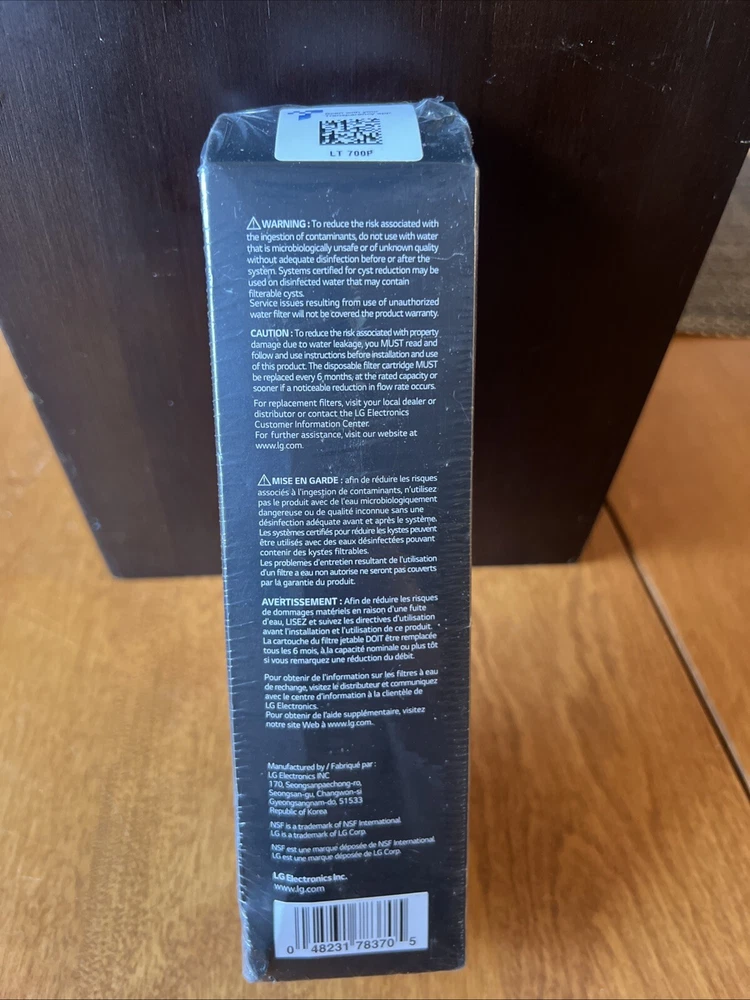 LT 700P
⚠WARNING : To reduce the risk associated with
the ingestion of contaminants, do not use with water
that is microbiologically unsafe or of unknown quality
without adequate disinfection before or after the
system. Systems certified for cyst reduction may be
used on disinfected water that may contain
filterable cysts.
Service issues resulting from use of unauthorized
water filter will not be covered the product warranty.
CAUTION : To reduce the risk associated with property
damage due to water leakage, you MUST read and
follow and use instructions before installation and use
of this product. The disposable filter cartridge MUST
be replaced every 6 months, at the rated capacity or
sooner if a noticeable reduction in flow rate occurs.
For replacement filters, visit your local dealer or
distributor or contact the LG Electronics
Customer Information Center.
For further assistance, visit our website at
www.lg.com.
⚠MISE EN GARDE : afin de réduire les risques
associés à l'ingestion de contaminants, n'utilisez
pas le produit avec de l'eau microbiologiquement
dangereuse ou de qualité inconnue sans une
désinfection adéquate avant et après le système.
Les systèmes certifiés pour réduire les kystes peuvent
être utilisés avec des eaux désinfectées pouvant
contenir des kystes filtrables.
Les problemes d'entretien resultant de l'utilisation
d'un filtre a eau non autorise ne seront pas couverts
par la garantie du produit.
AVERTISSEMENT : Afin de réduire les risques
de dommages matériels en raison d'une fuite
d'eau, LISEZ et suivez les directives d'utilisation
avant l'installation et l'utilisation de ce produit.
La cartouche du filtre jetable DOIT être remplacée
tous les 6 mois, à la capacité nominale ou plus tôt
si vous remarquez une réduction du débit.
Pour obtenir de l'information sur les filtres à eau
de rechange, visitez le distributeur et communiquez
avec le centre d'information à la clientèle de
LG Electronics.
Pour obtenir de l'aide supplémentaire, visitez
notre site Web à www.lg.com.
Manufactured by / Fabriqué par :
LG Electronics INC
170, Seongsanpaechong-ro,
Seongsan-gu, Changwon-si
Gyeongsangnam-do, 51533
Republic of Korea
NSF is a trademark of NSF International.
LG is a trademark of LG Corp.
NSF est une marque déposée de NSF International.
LG est une marque déposée de LG Corp.
LG Electronics Inc.
www.lg.com
0 48231 78370 5